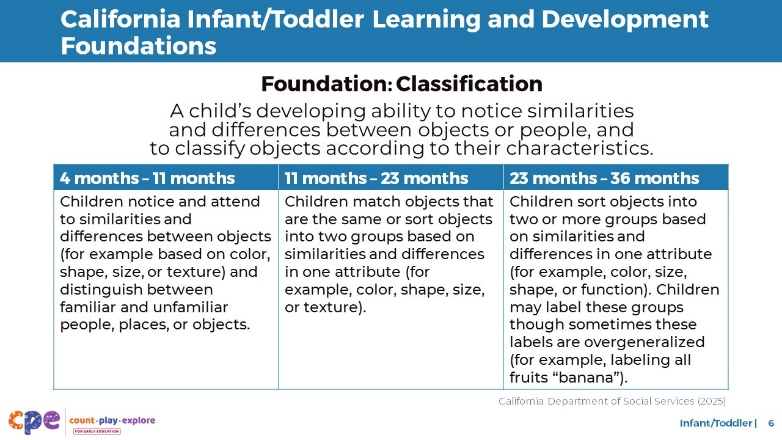 California Infant/Toddler Learning and Development
Foundations
Foundation: Classification
A child's developing ability to notice similarities
and differences between objects or people, and
to classify objects according to their characteristics.
4 months – 11 months
Children notice and attend
to similarities and
differences between objects
(for example based on color,
shape, size, or texture) and
distinguish between
familiar and unfamiliar
people, places, or objects.
11 months – 23 months
Children match objects that
are the same or sort objects
into two groups based on
similarities and differences
in one attribute (for
example, color, shape, size,
or texture).
23 months – 36 months
Children sort objects into
two or more groups based
on similarities and
differences in one attribute
(for example, color, size,
shape, or function). Children
may label these groups
though sometimes these
labels are overgeneralized
(for example, labeling all
fruits “banana”).
California Department of Social Services (2025)
cpe
count·play·explore
FOR EARLY EDUCATION
Infant/Toddler | 6